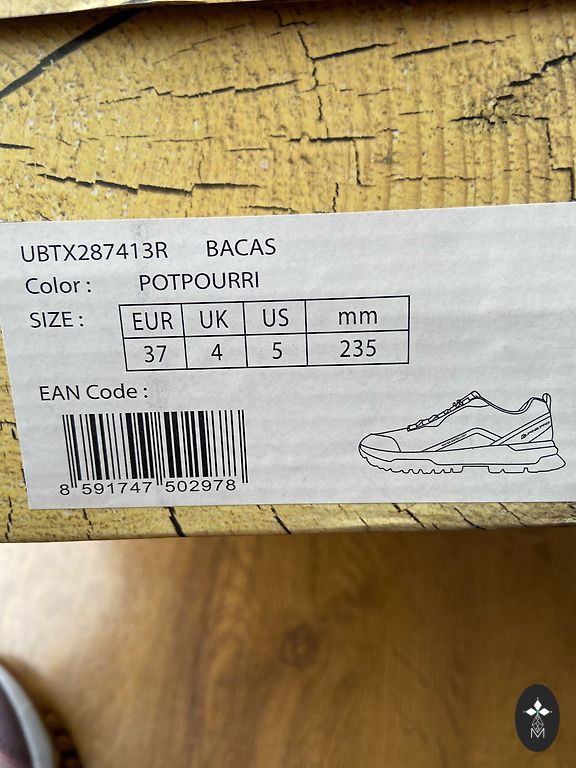 UBTX287413R BACAS
Color : POTPOURRI
SIZE : EUR UK US mm
37 4 5 235
EAN Code :
8 591747 502978
M